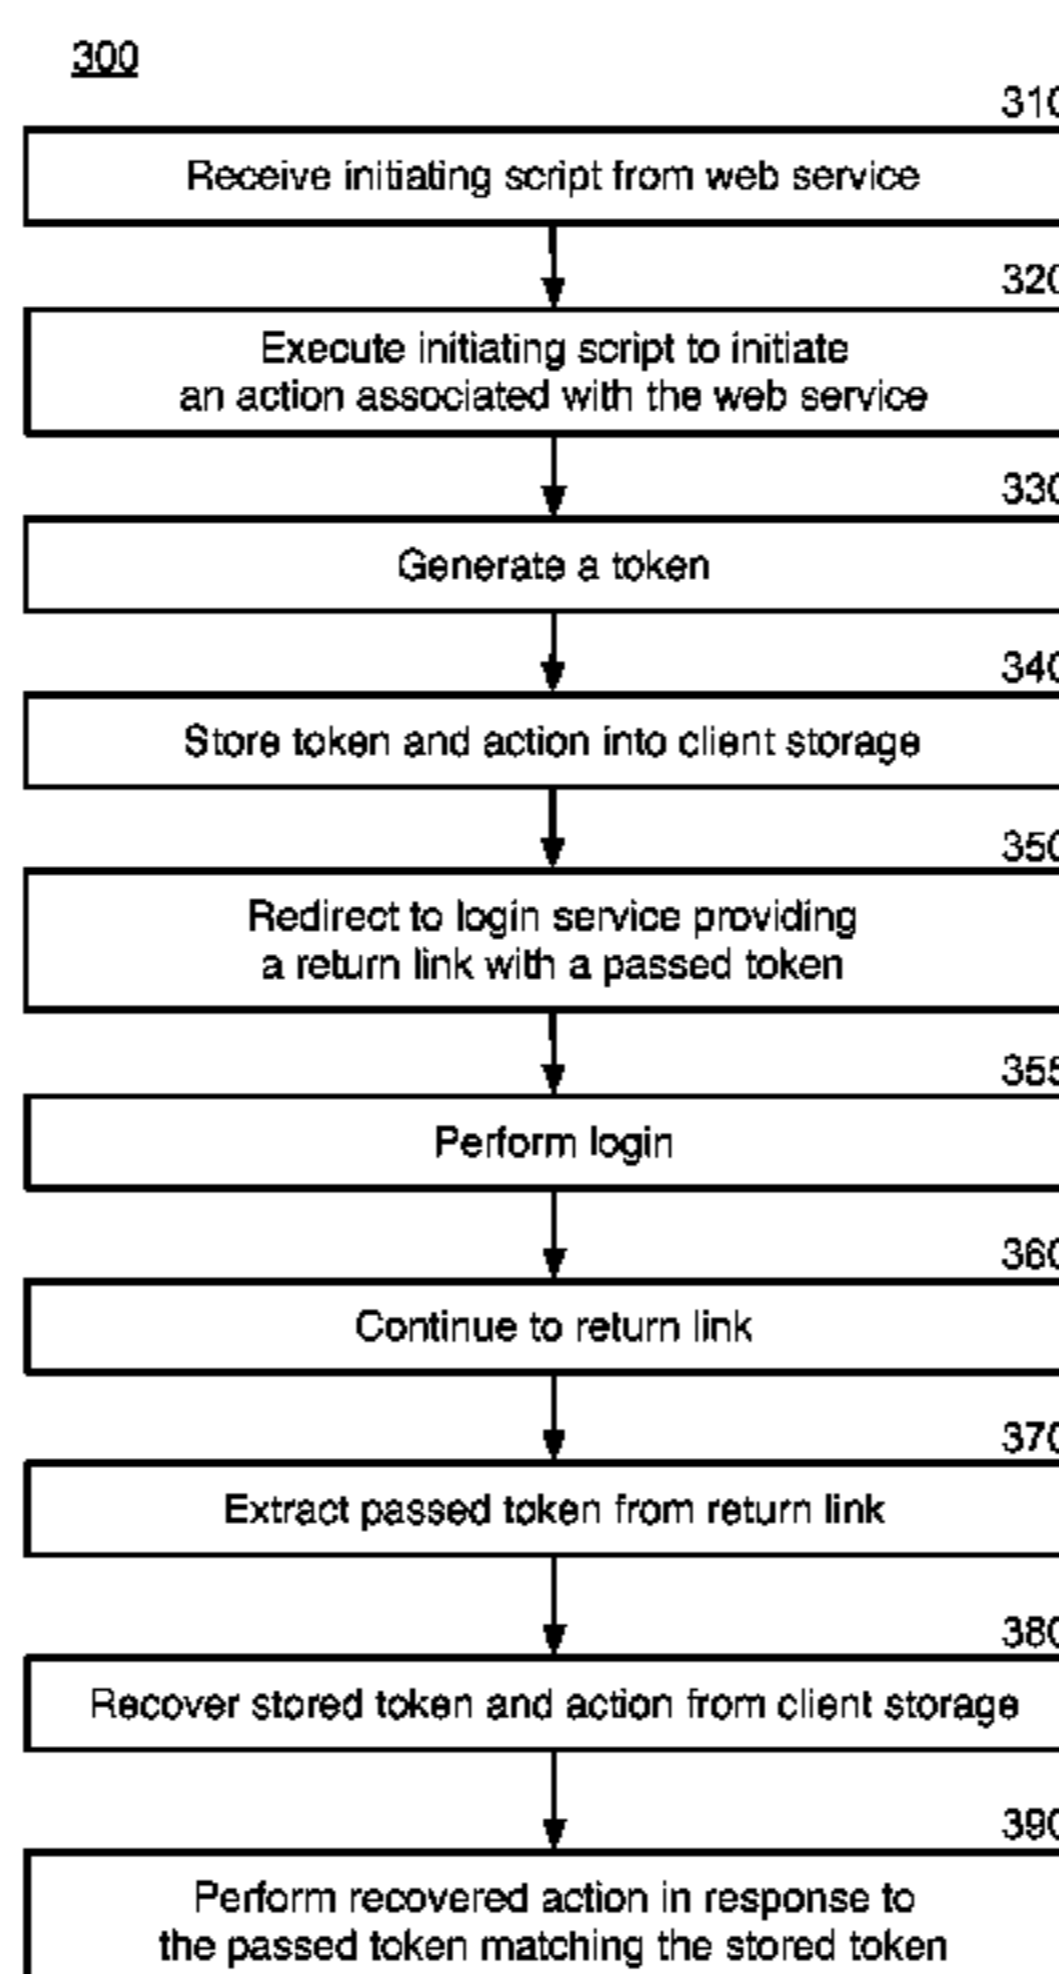 300
310
Receive initiating script from web service
320
Execute initiating script to initiate
an action associated with the web service
330
Generate a token
340
Store token and action into client storage
350
Redirect to login service providing
a return link with a passed token
355
Perform login
360
Continue to return link
370
Extract passed token from return link
380
Recover stored token and action from client storage
390
Perform recovered action in response to
the passed token matching the stored token